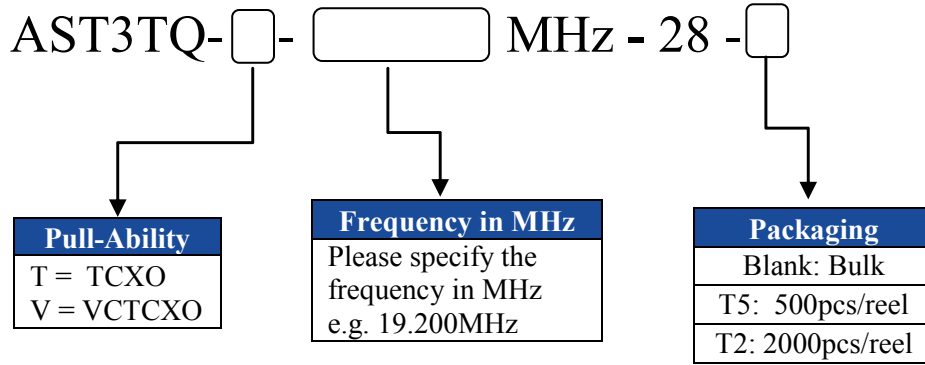 AST3TQ- - MHz - 28 -
Pull-Ability
T = TCXO
V = VCTCXO
Frequency in MHz
Please specify the
frequency in MHz
e.g. 19.200MHz
Packaging
Blank: Bulk
T5: 500pcs/reel
T2: 2000pcs/reel